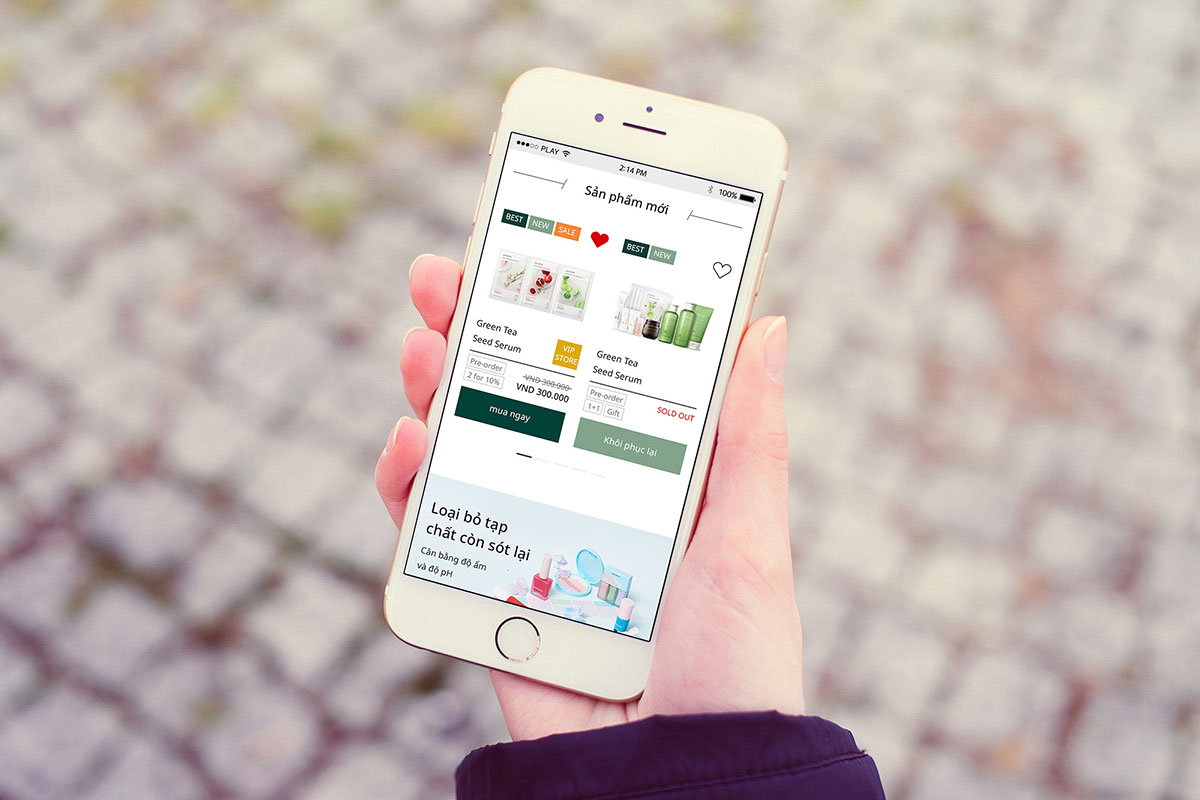 PLAY
2:14 PM
100%
Sản phẩm mới
BEST NEW SALE
BEST NEW
Green Tea
Seed Serum
VIP
STORE
Pre-order
2 for 10%
VND 300.000
VND 300.000
mua ngay
Green Tea
Seed Serum
Pre-order
1+1 Gift
SOLD OUT
Khôi phục lại
Loại bỏ tạp
chất còn sót lại
Cân bằng độ ẩm
và độ pH